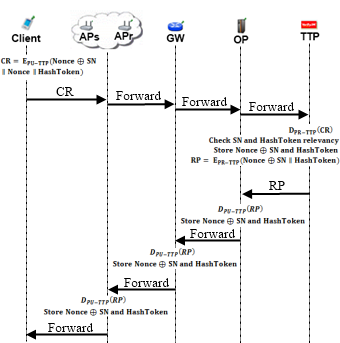 Client APs APr GW OP TTP
CR = E_PU−TTP(Nonce ⊕ SN
∥ Nonce ∥ HashToken)
CR
Forward
Forward
Forward
D_PR−TTP(CR)
Check SN and HashToken relevancy
Store Nonce ⊕ SN and HashToken
RP = E_PR−TTP(Nonce ⊕ SN ∥ HashToken)
RP
D_PU−TTP(RP)
Store Nonce ⊕ SN and HashToken
Forward
D_PU−TTP(RP)
Store Nonce ⊕ SN and HashToken
Forward
D_PU−TTP(RP)
Store Nonce ⊕ SN and HashToken
Forward